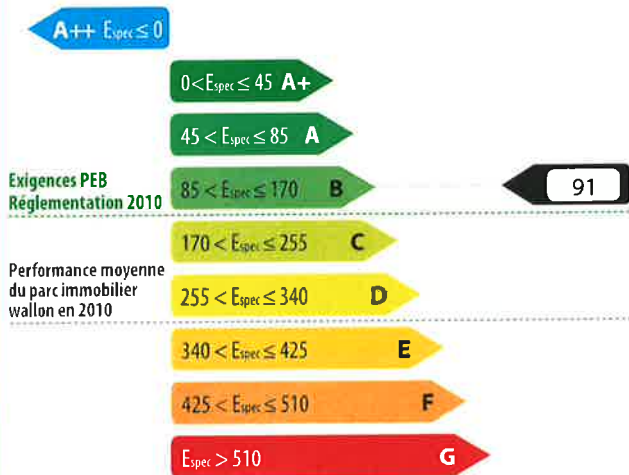 A++ Espec ≤ 0
0 < Espec ≤ 45 A+
45 < Espec ≤ 85 A
Exigences PEB
Réglementation 2010
85 < Espec ≤ 170 B
91
170 < Espec ≤ 255 C
Performance moyenne
du parc immobilier
wallon en 2010
255 < Espec ≤ 340 D
340 < Espec ≤ 425 E
425 < Espec ≤ 510 F
Espec > 510 G